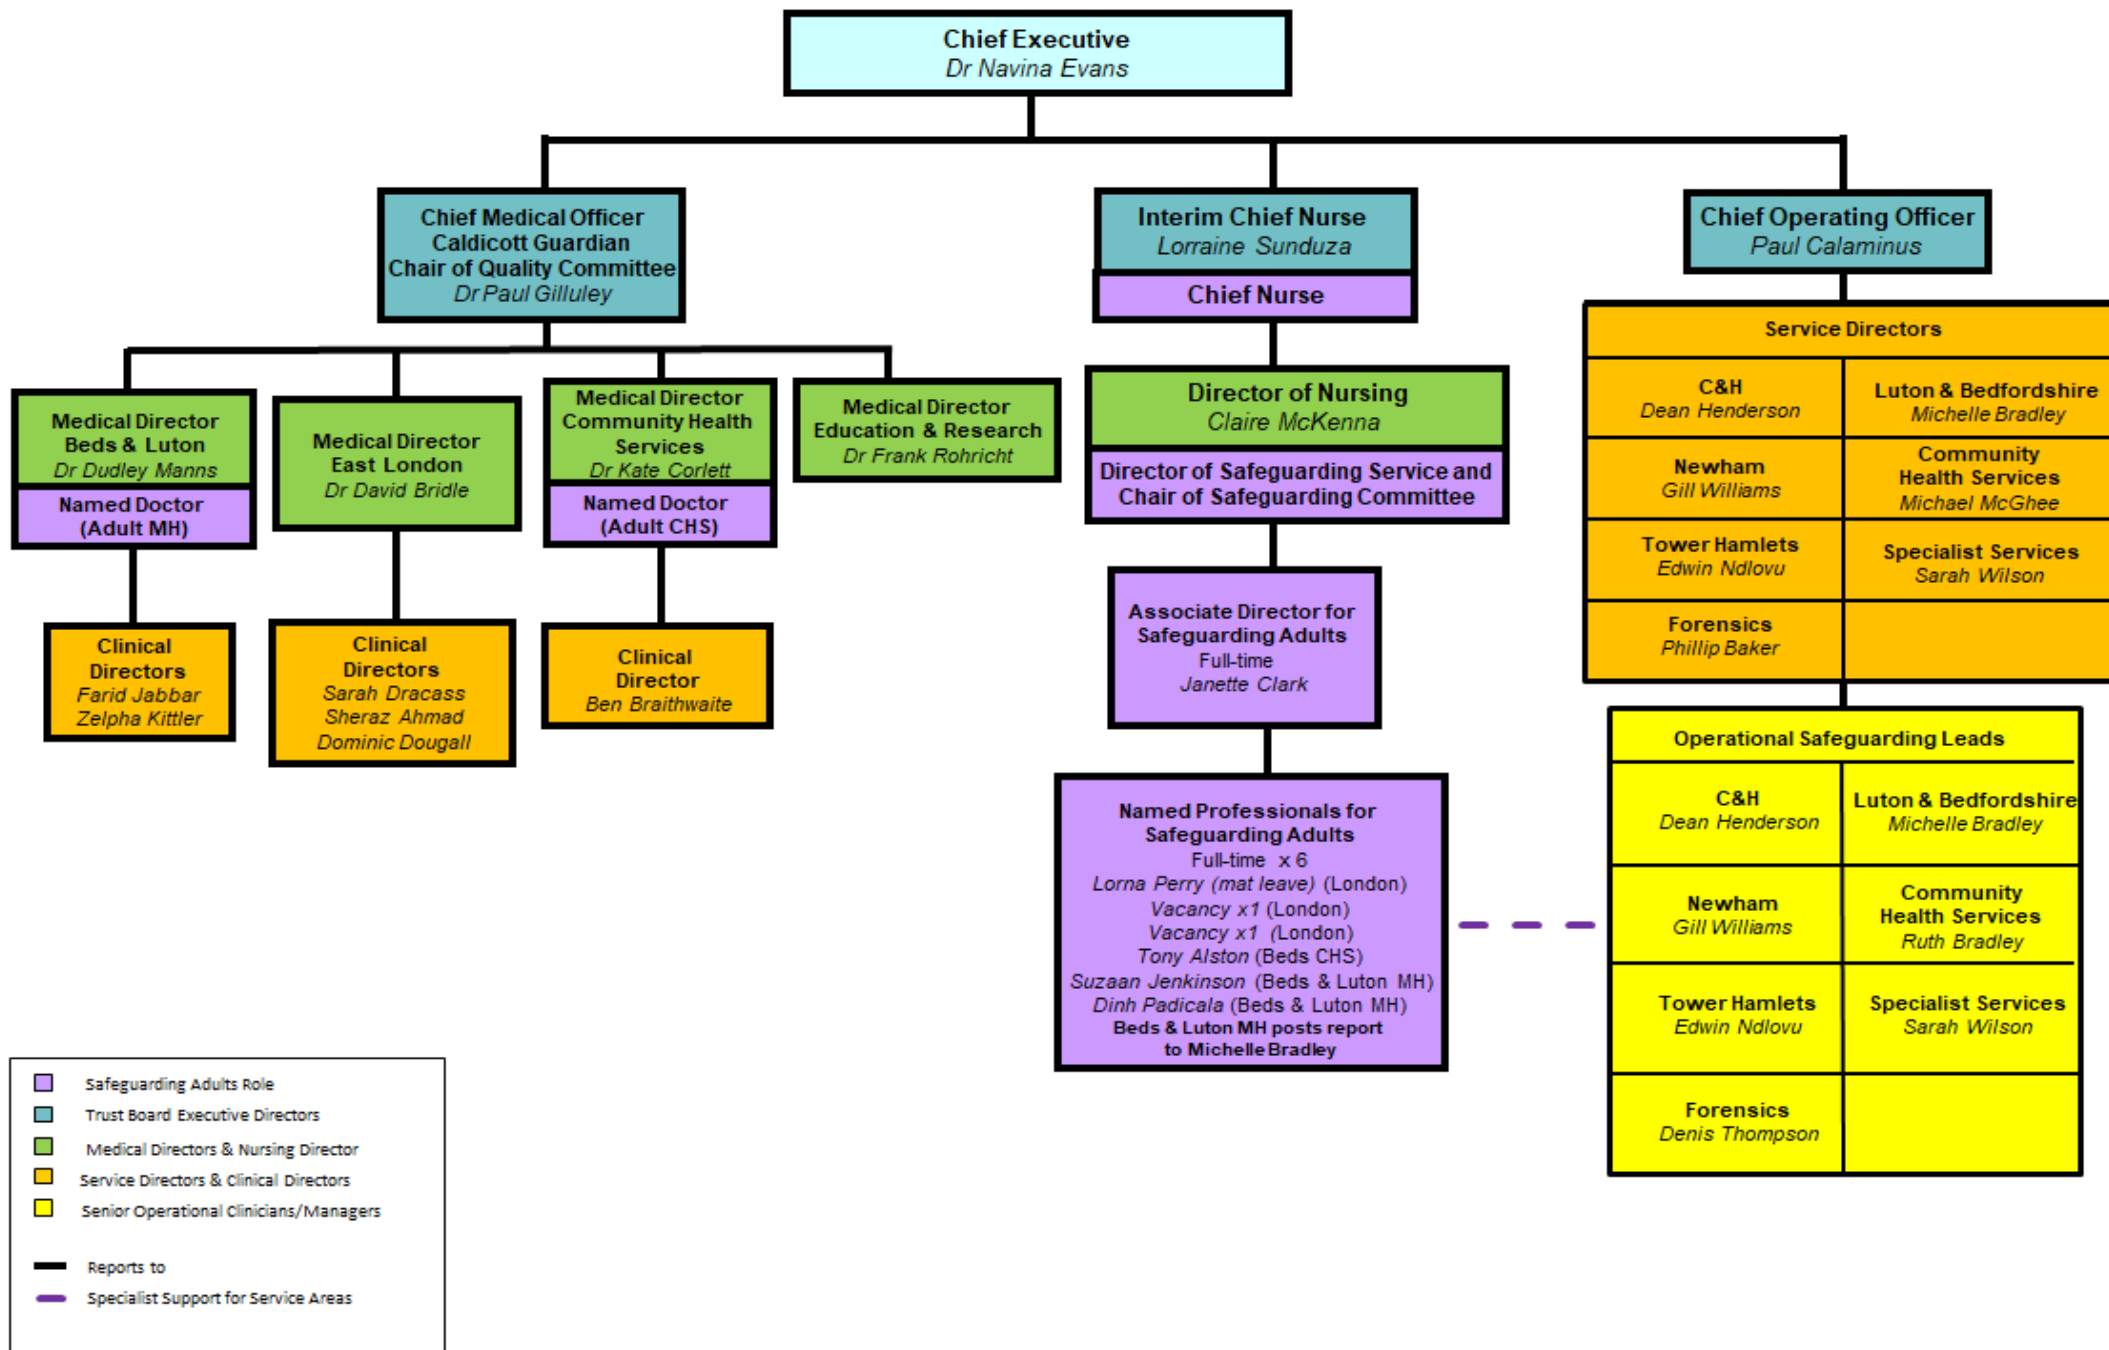 Chief Executive
Dr Navina Evans
Chief Medical Officer
Caldicott Guardian
Chair of Quality Committee
Dr Paul Gilluley
Interim Chief Nurse
Lorraine Sunduza
Chief Nurse
Chief Operating Officer
Paul Calaminus
Medical Director
Beds & Luton
Dr Dudley Manns
Named Doctor
(Adult MH)
Medical Director
East London
Dr David Bridle
Medical Director
Community Health
Services
Dr Kate Corlett
Named Doctor
(Adult CHS)
Medical Director
Education & Research
Dr Frank Rohricht
Director of Nursing
Claire McKenna
Director of Safeguarding Service and
Chair of Safeguarding Committee
Service Directors
C&H
Dean Henderson
Luton & Bedfordshire
Michelle Bradley
Newham
Gill Williams
Community
Health Services
Michael McGhee
Tower Hamlets
Edwin Ndlovu
Specialist Services
Sarah Wilson
Forensics
Phillip Baker
Clinical
Directors
Farid Jabbar
Zelpha Kittler
Clinical
Directors
Sarah Dracass
Sheraz Ahmad
Dominic Dougall
Clinical
Director
Ben Braithwaite
Associate Director for
Safeguarding Adults
Full-time
Janette Clark
Named Professionals for
Safeguarding Adults
Full-time x 6
Lorna Perry (mat leave) (London)
Vacancy x1 (London)
Vacancy x1 (London)
Tony Alston (Beds CHS)
Suzaan Jenkinson (Beds & Luton MH)
Dinh Padicala (Beds & Luton MH)
Beds & Luton MH posts report
to Michelle Bradley
Operational Safeguarding Leads
C&H
Dean Henderson
Luton & Bedfordshire
Michelle Bradley
Newham
Gill Williams
Community
Health Services
Ruth Bradley
Tower Hamlets
Edwin Ndlovu
Specialist Services
Sarah Wilson
Forensics
Denis Thompson
Safeguarding Adults Role
Trust Board Executive Directors
Medical Directors & Nursing Director
Service Directors & Clinical Directors
Senior Operational Clinicians/Managers
Reports to
Specialist Support for Service Areas